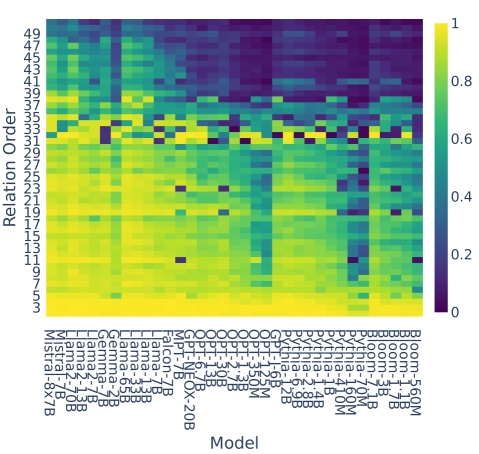 49
47
45
43
41
39
37
35
33
31
29
27
25
23
21
19
17
15
13
11
9
7
5
3
Relation Order
1
0.8
0.6
0.4
0.2
0
Mistral-8x7B
Mistral-7B
Llama2-70B
Llama2-13B
Llama2-7B
Gemma-7B
Gemma-2B
Llama-65B
Llama-33B
Llama-13B
Llama-7B
Falcon-7B
MPT-7B
GPT-NEOX-20B
OPT-6.7B
OPT-13B
OPT-30B
OPT-2.7B
OPT-1.3B
OPT-350M
OPT-125M
GPT-J-6B
Pythia-12B
Pythia-6.9B
Pythia-2.8B
Pythia-1.4B
Pythia-1B
Pythia-410M
Pythia-160M
Pythia-70M
Bloom-7.1B
Bloom-3B
Bloom-1.7B
Bloom-1.1B
Bloom-560M
Model